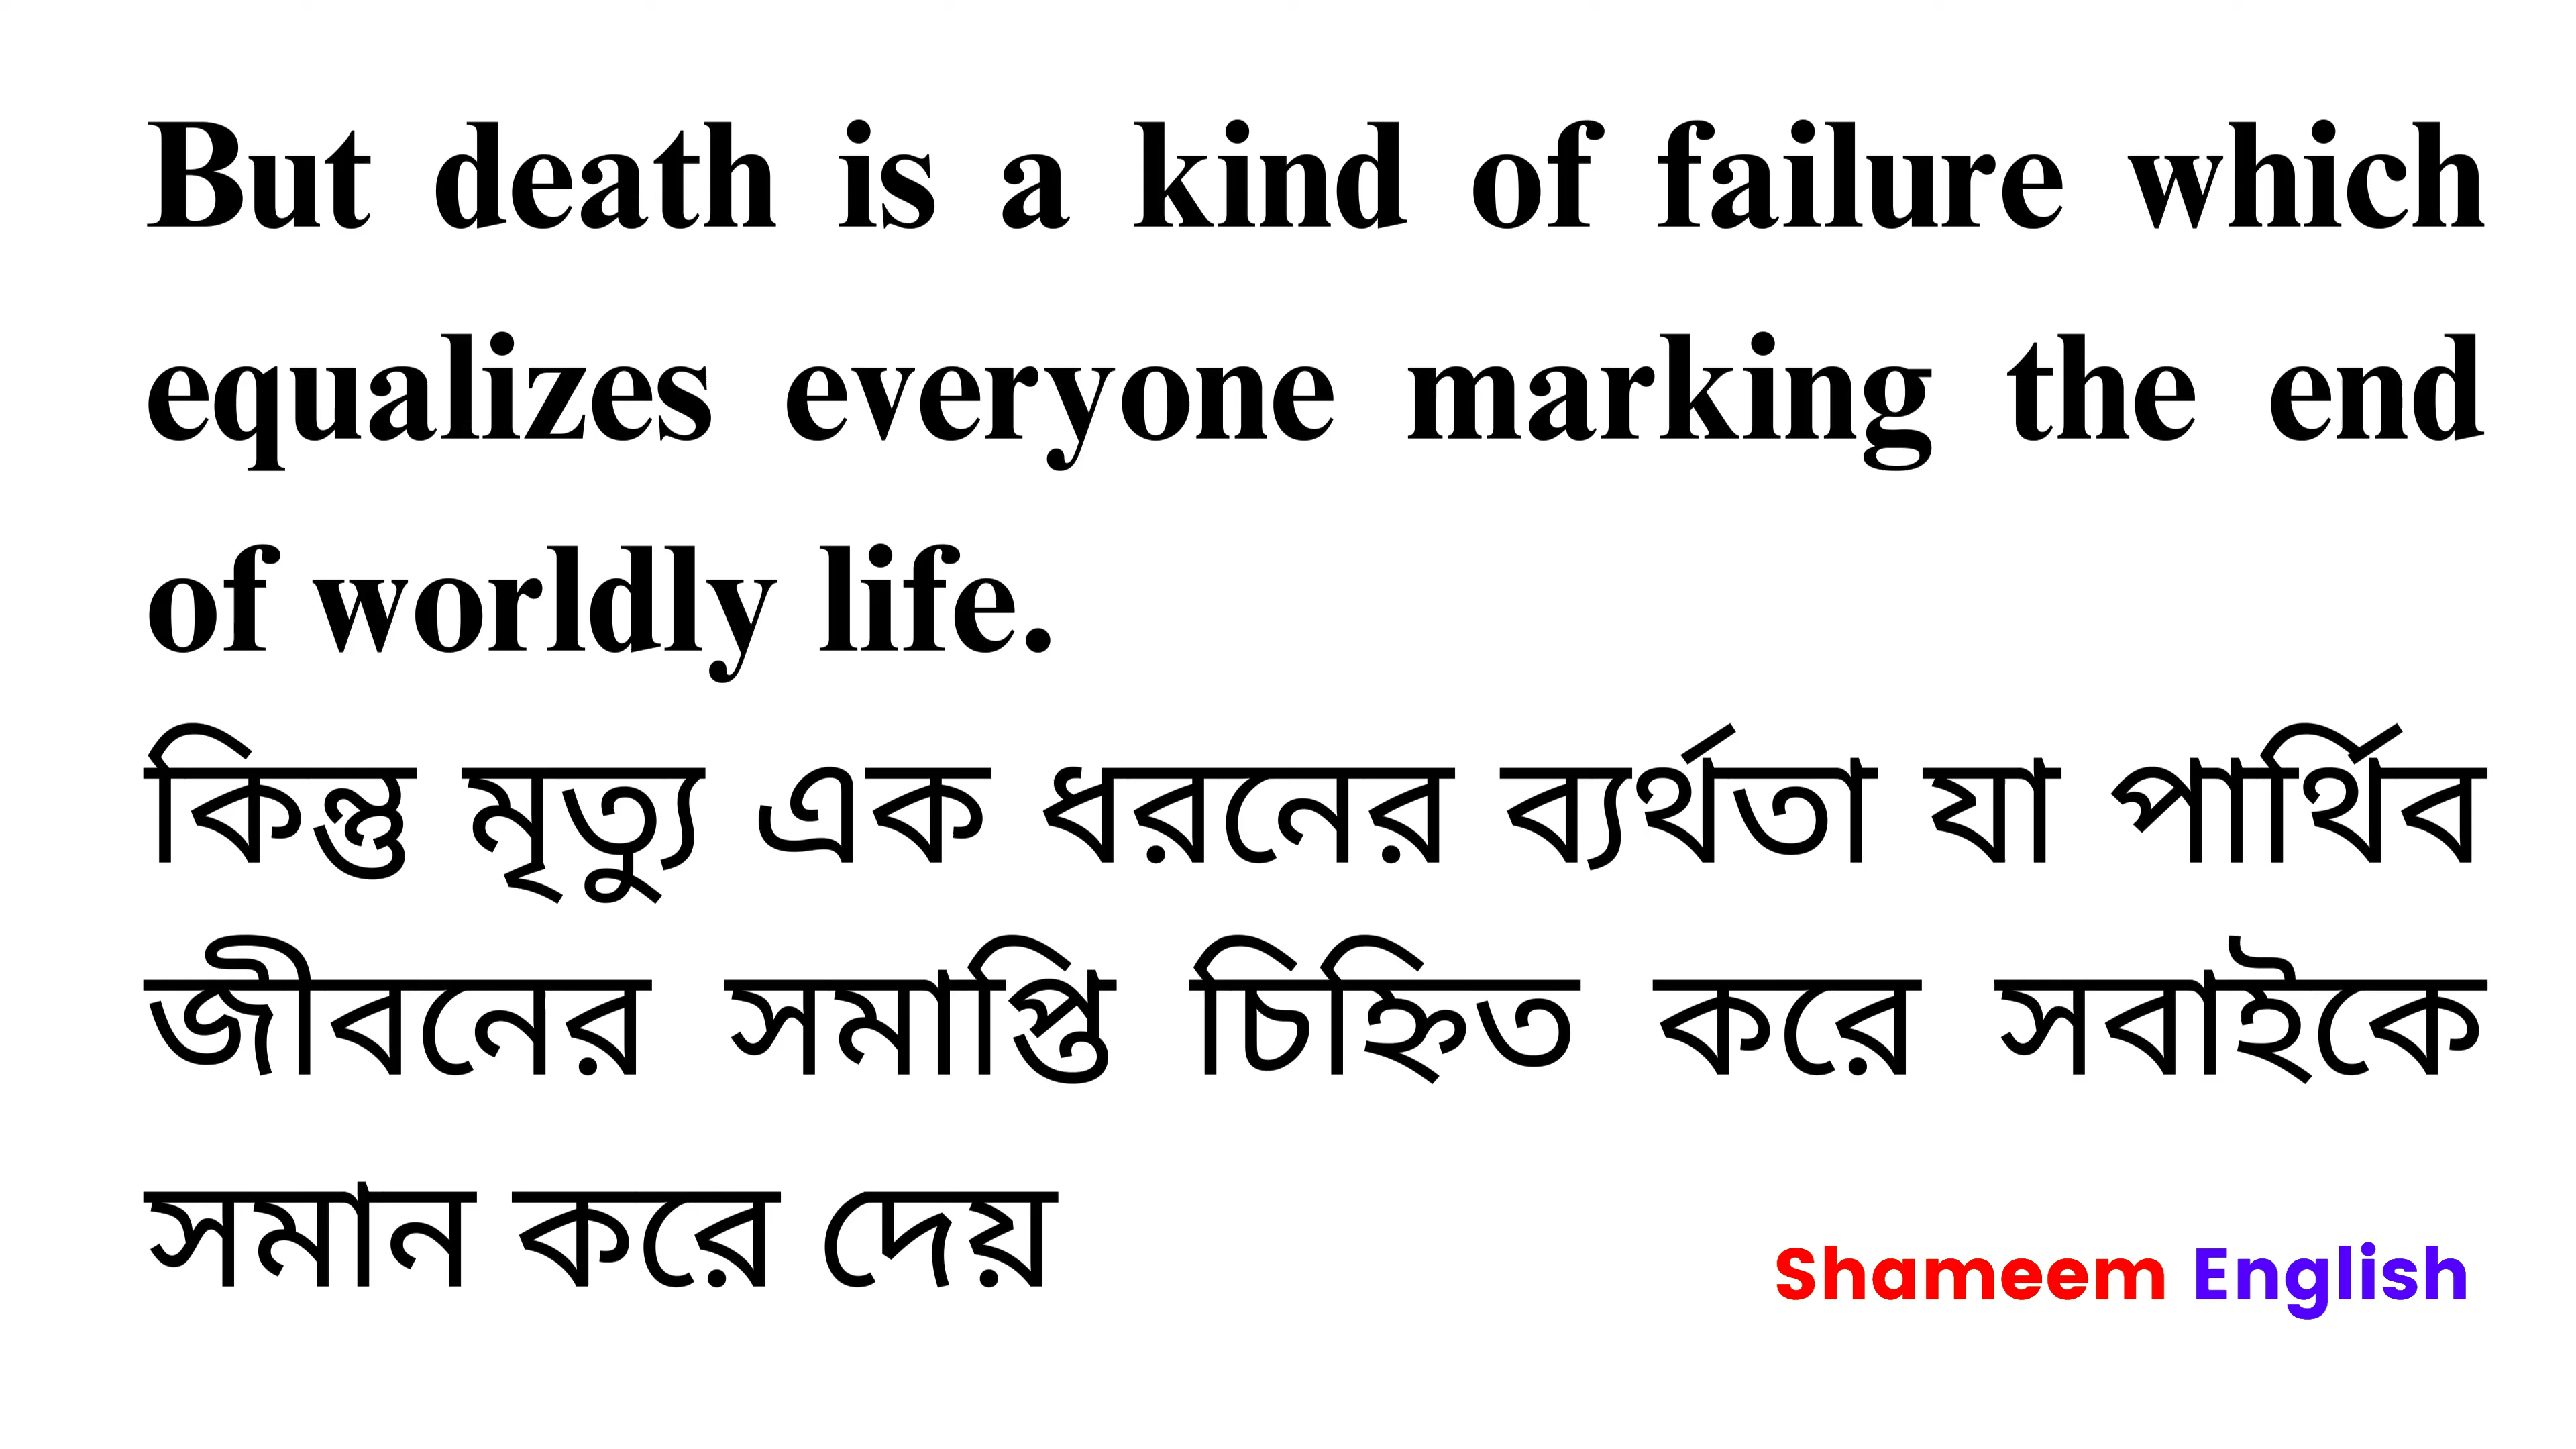 But death is a kind of failure which
equalizes everyone marking the end
of worldly life.
কিন্তু মৃত্যু এক ধরনের ব্যর্থতা যা পার্থিব
জীবনের সমাপ্তি চিহ্নিত করে সবাইকে
সমান করে দেয়
Shameem English